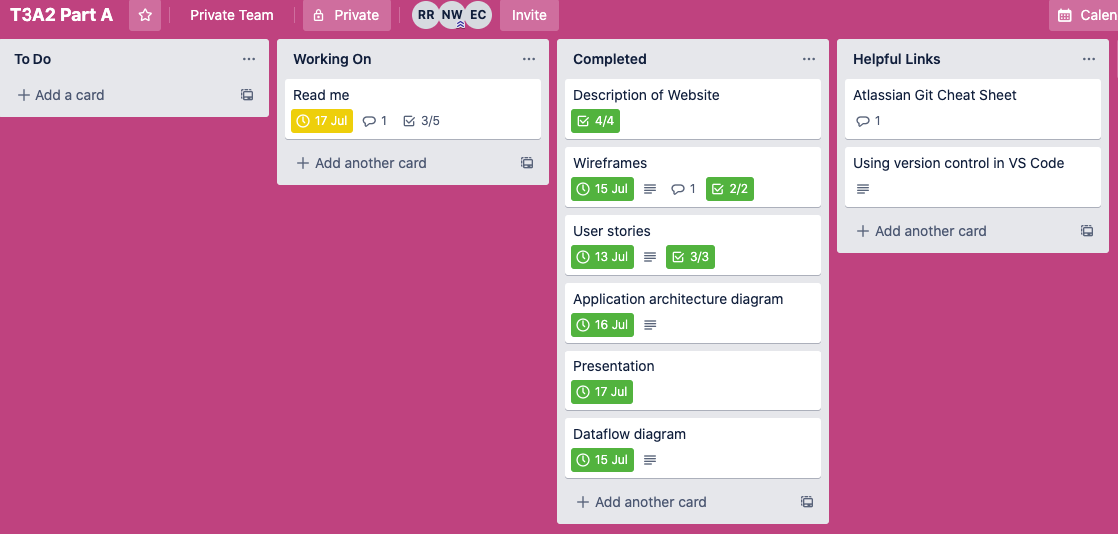 T3A2 Part A
Private Team
Private
RR NW EC
Invite
To Do
Add a card
Working On
Read me
17 Jul 1 3/5
Add another card
Completed
Description of Website
4/4
Wireframes
15 Jul 1 2/2
User stories
13 Jul 3/3
Application architecture diagram
16 Jul
Presentation
17 Jul
Dataflow diagram
15 Jul
Add another card
Helpful Links
Atlassian Git Cheat Sheet
1
Using version control in VS Code
Add another card
Calen